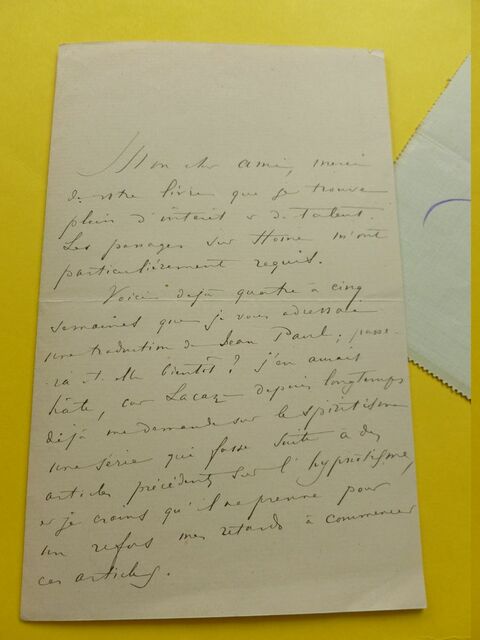 Mon cher ami, merci
de votre livre que je trouve
plein d'intérêt & de talent.
Les passages sur Home m'ont
particulièrement requis.
Voici déjà quatre à cinq
semaines que je vous adressai
une traduction de Jean Paul; passe-
ra-t-elle bientôt? J'en aurais
hâte, car Lacaze depuis longtemps
déjà me demande sur le spiritisme
une série qui fasse suite à des
articles précédents sur l'hypnotisme,
& je crains qu'il ne prenne pour
un refus mes retards à commencer
ces articles.